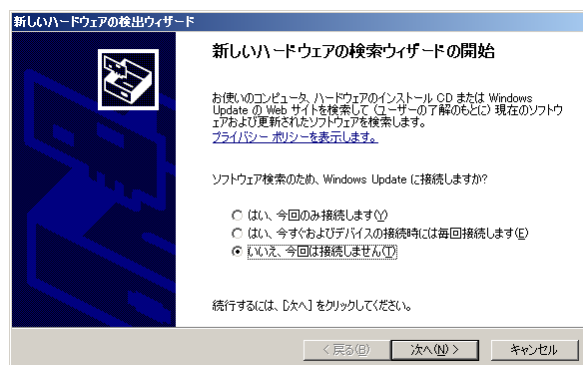 新しいハードウェアの検出ウィザード
新しいハードウェアの検索ウィザードの開始
お使いのコンピュータ、ハードウェアのインストール CD または Windows
Update の Web サイトを検索して (ユーザーの了解のもとに) 現在のソフトウ
ェアおよび更新されたソフトウェアを検索します。
プライバシー ポリシーを表示します。
ソフトウェア検索のため、Windows Update に接続しますか?
はい、今回のみ接続します(Y)
はい、今すぐおよびデバイスの接続時には毎回接続します(E)
いいえ、今回は接続しません(T)
続行するには、[次へ] をクリックしてください。
< 戻る(B)
次へ(N) >
キャンセル